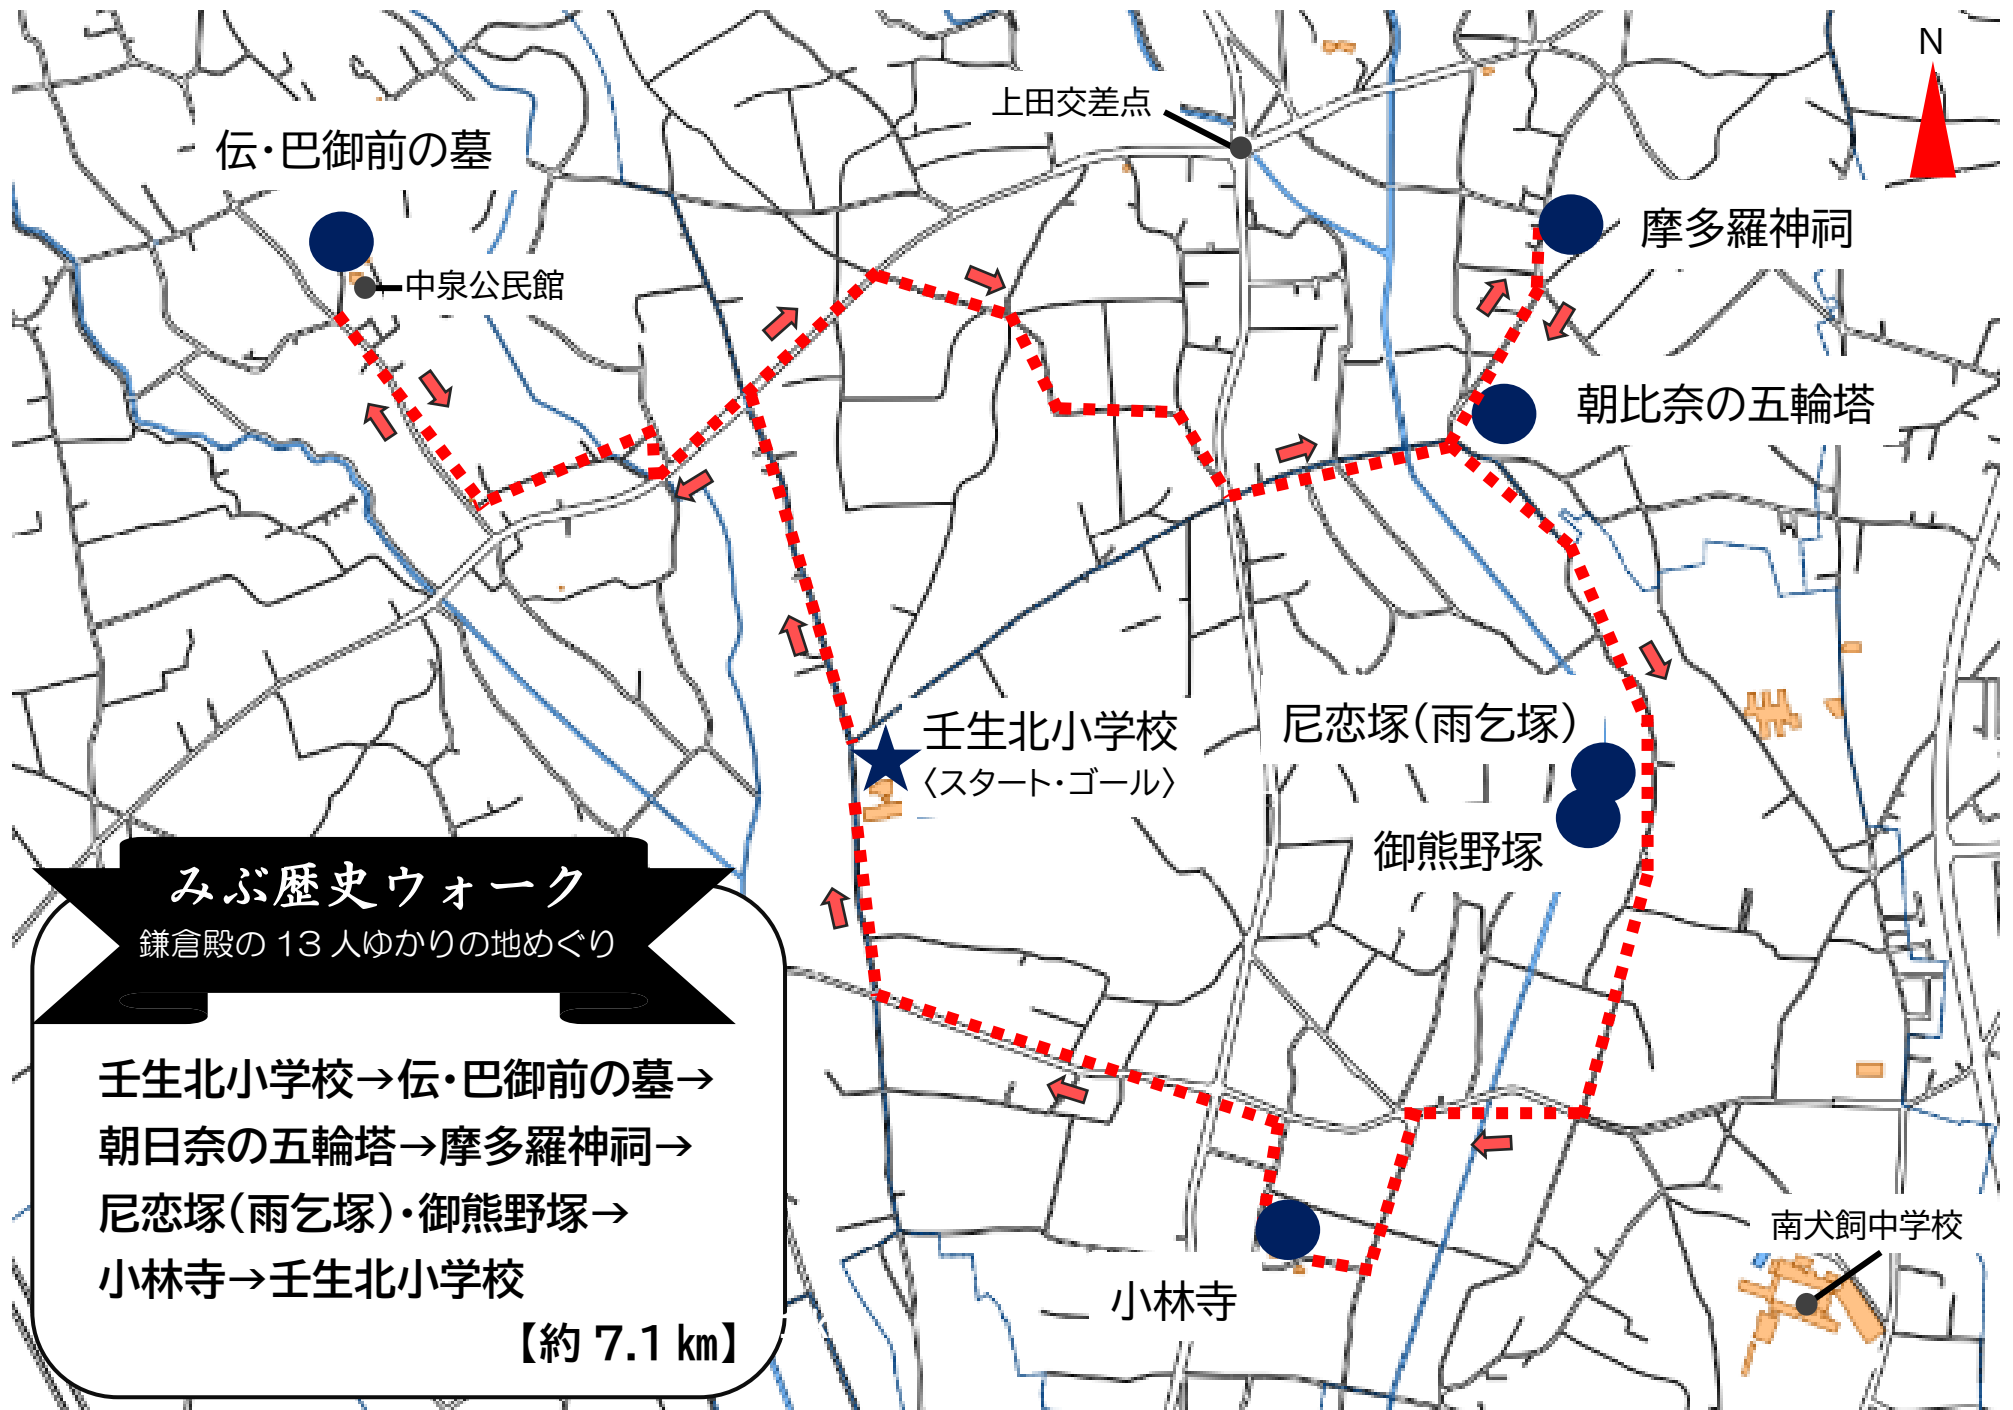 N
上田交差点
伝・巴御前の墓
摩多羅神祠
中泉公民館
朝比奈の五輪塔
壬生北小学校
〈スタート・ゴール〉
尼恋塚(雨乞塚)
御熊野塚
みぶ歴史ウォーク
鎌倉殿の 13 人ゆかりの地めぐり
壬生北小学校→伝・巴御前の墓→
朝日奈の五輪塔→摩多羅神祠→
尼恋塚(雨乞塚)・御熊野塚→
小林寺→壬生北小学校
【約 7.1 ㎞】
南犬飼中学校
小林寺